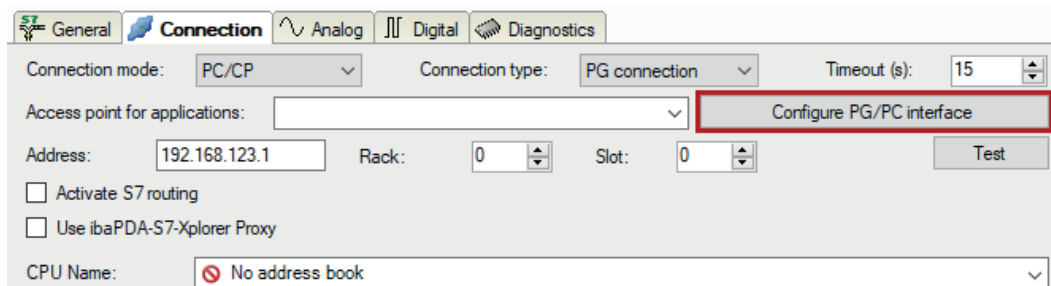 General Connection Analog Digital Diagnostics
Connection mode: PC/CP Connection type: PG connection Timeout (s): 15
Access point for applications: Configure PG/PC interface
Address: 192.168.123.1 Rack: 0 Slot: 0 Test
Activate S7 routing
Use ibaPDA-S7-Xplorer Proxy
CPU Name: No address book